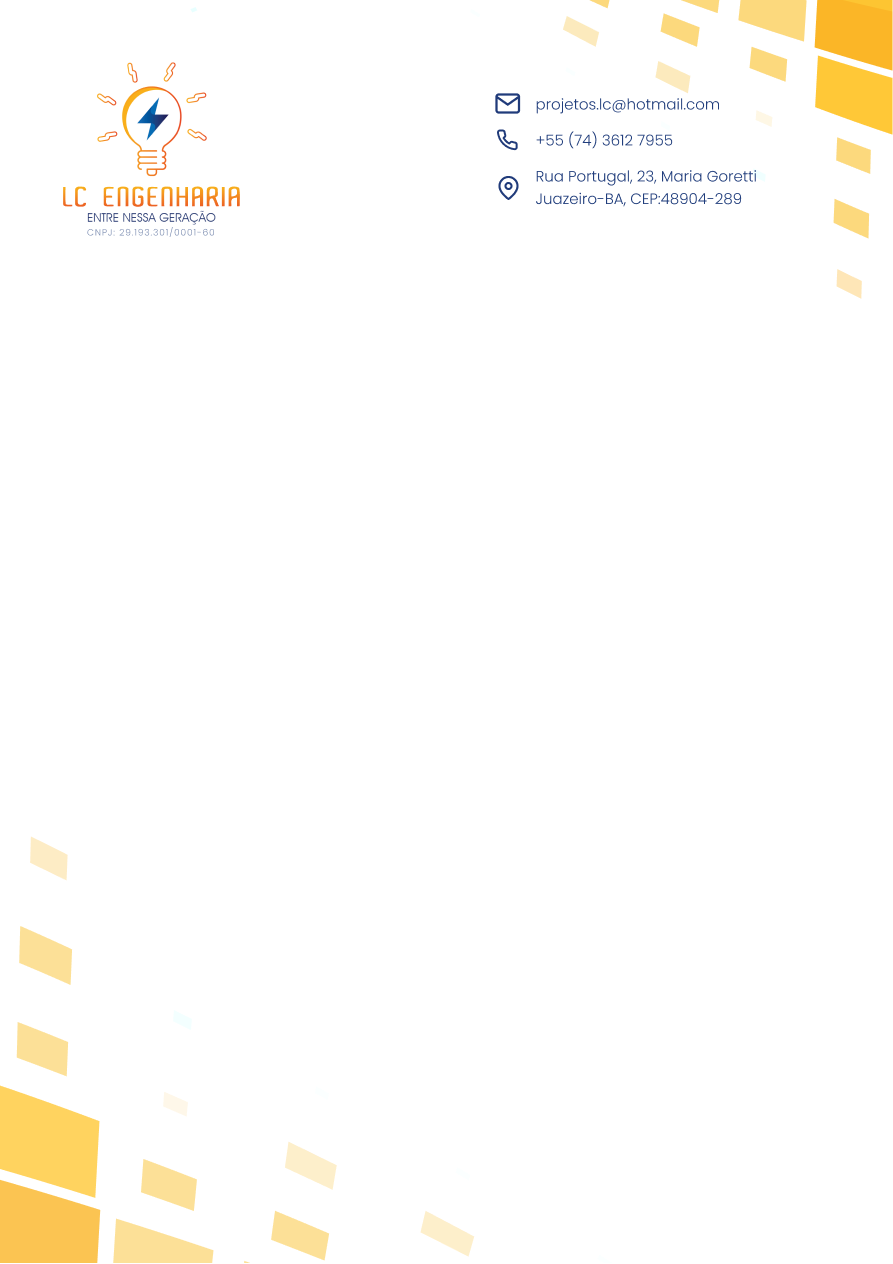 LC ENGENHARIA
ENTRE NESSA GERAÇÃO
CNPJ: 29.193.301/0001-60
projetos.lc@hotmail.com
+55 (74) 3612 7955
Rua Portugal, 23, Maria Goretti
Juazeiro-BA, CEP:48904-289